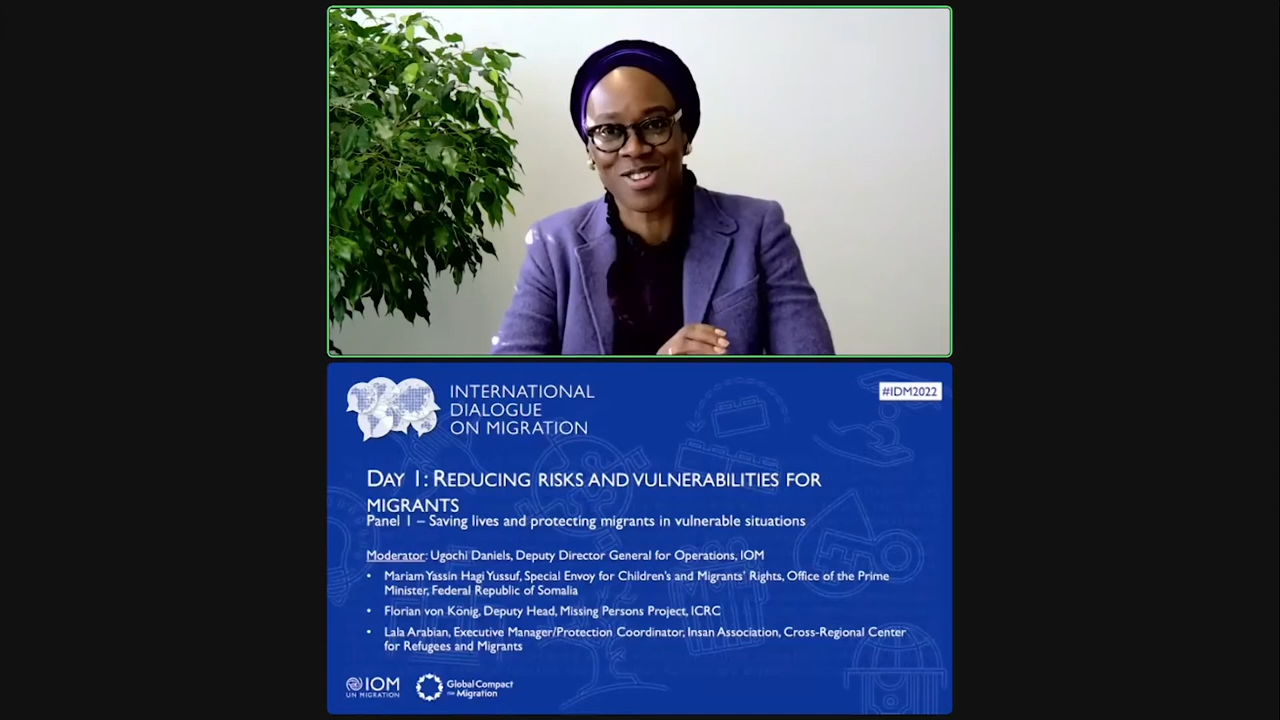 INTERNATIONAL
DIALOGUE
ON MIGRATION
#IDM2022
DAY 1: REDUCING RISKS AND VULNERABILITIES FOR
MIGRANTS
Panel 1 – Saving lives and protecting migrants in vulnerable situations
Moderator: Ugochi Daniels, Deputy Director General for Operations, IOM
• Mariam Yassin Hagi Yussuf, Special Envoy for Children's and Migrants' Rights, Office of the Prime
Minister, Federal Republic of Somalia
• Florian von König, Deputy Head, Missing Persons Project, ICRC
• Lala Arabian, Executive Manager/Protection Coordinator, Insan Association, Cross-Regional Center
for Refugees and Migrants
IOM
UN MIGRATION
Global Compact
FOR Migration